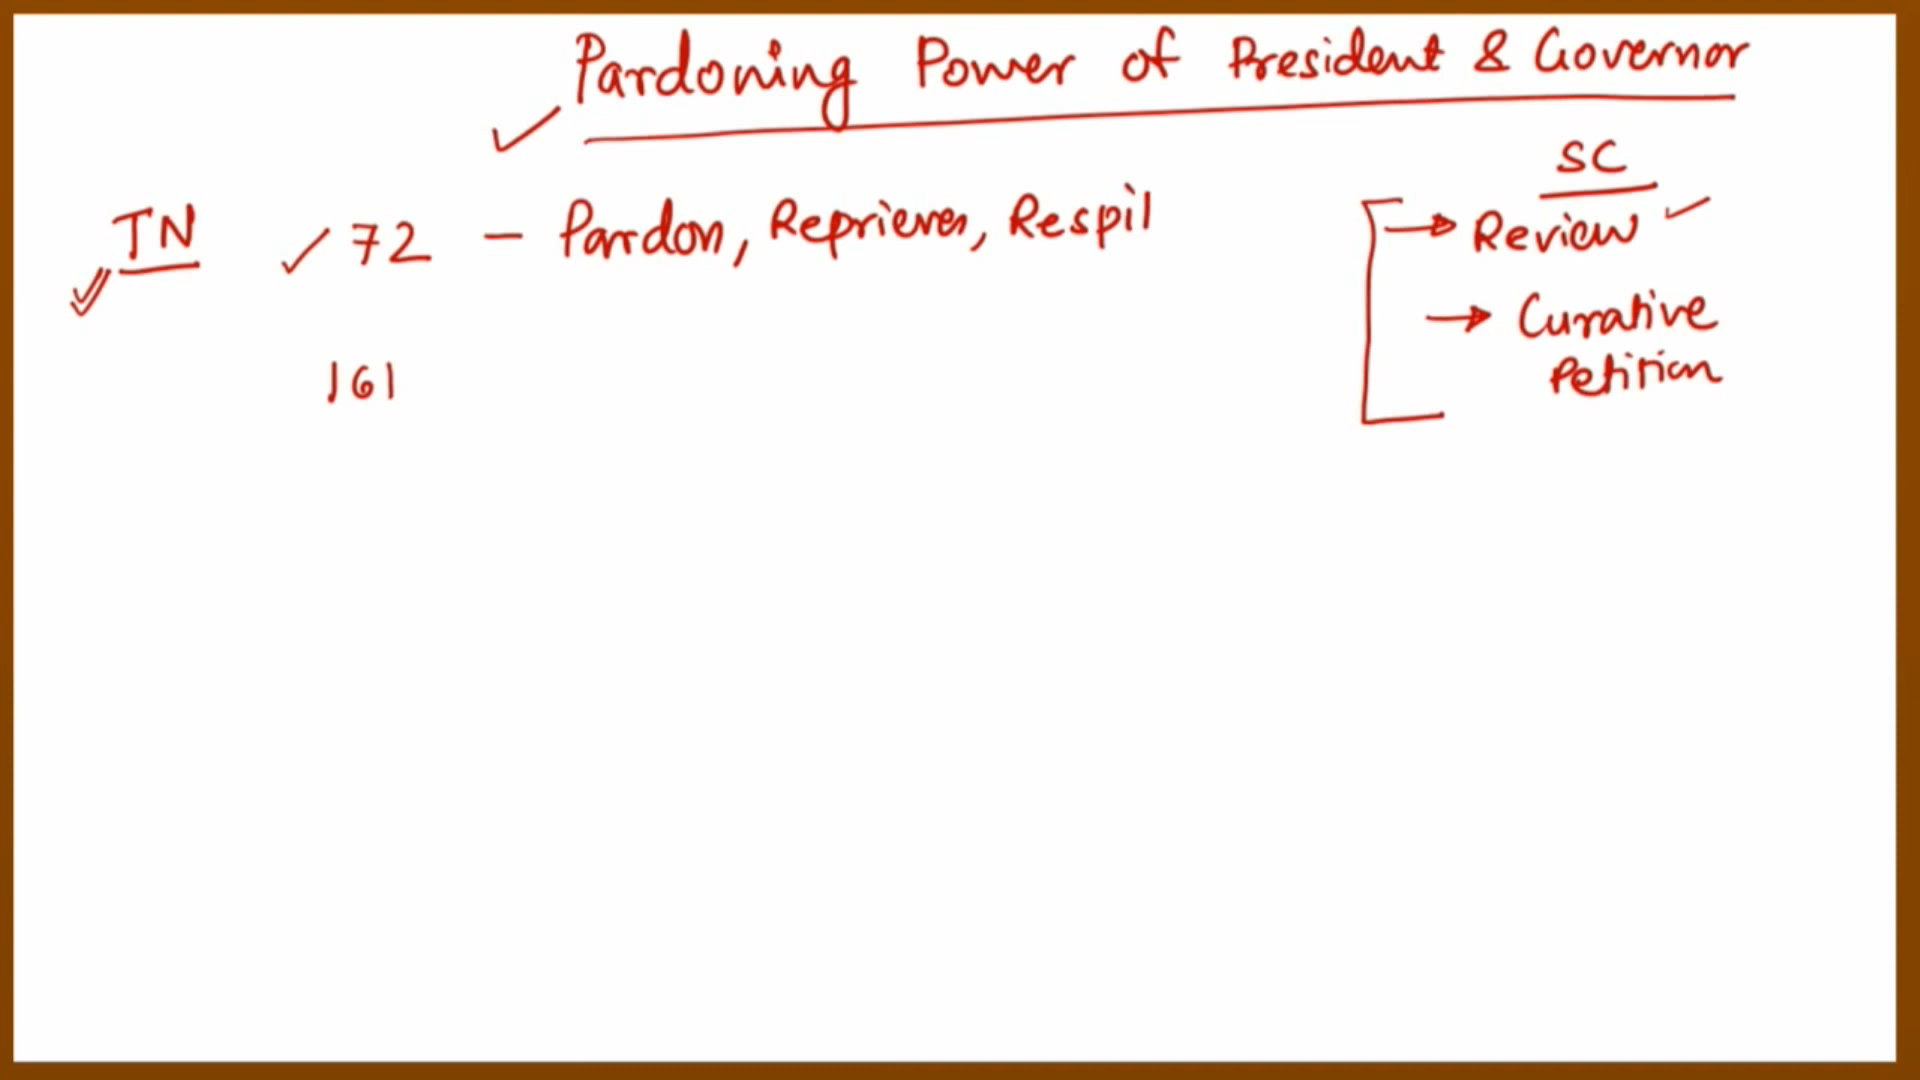 Pardoning Power of President & Governor
TN 72 - Pardon, Reprieves, Respit
161
SC
→ Review
→ Curative
Petition